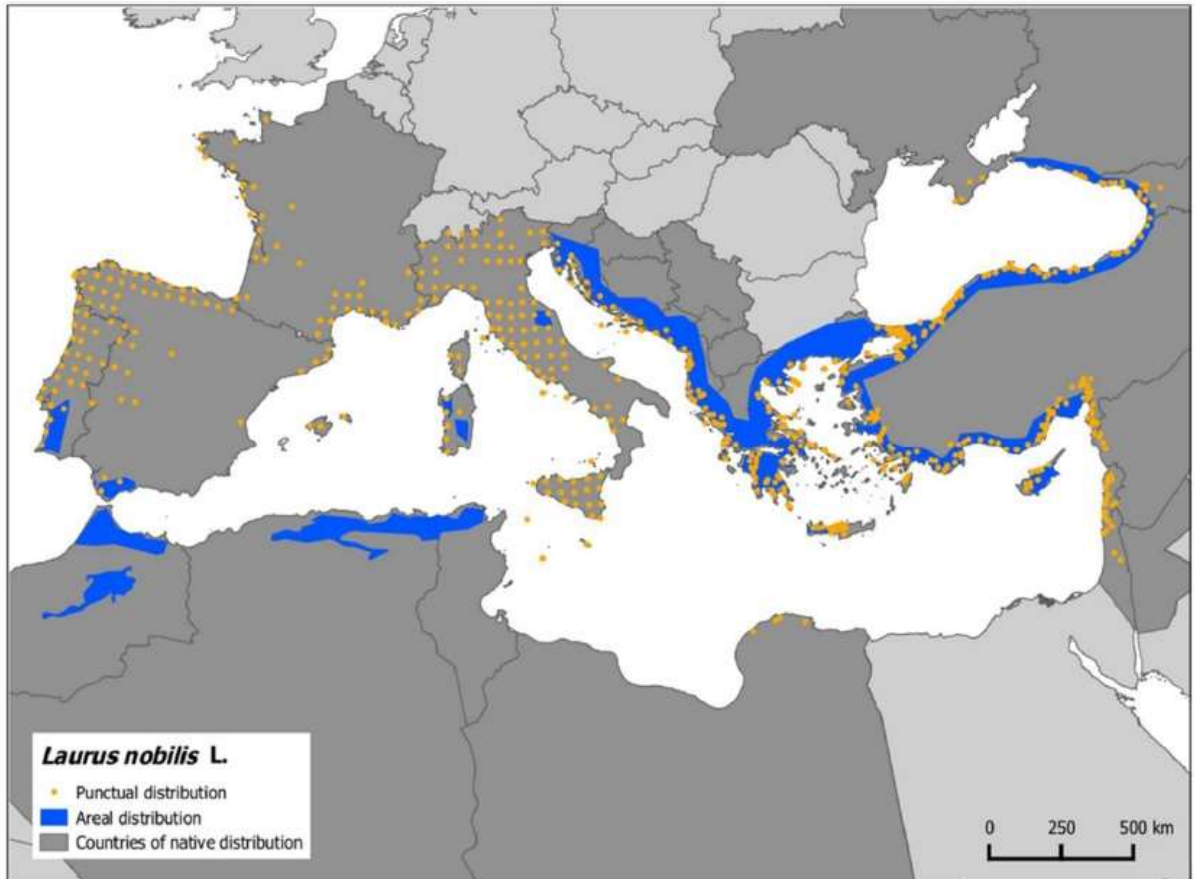 Laurus nobilis L.
Punctual distribution
Areal distribution
Countries of native distribution
0 250 500 km